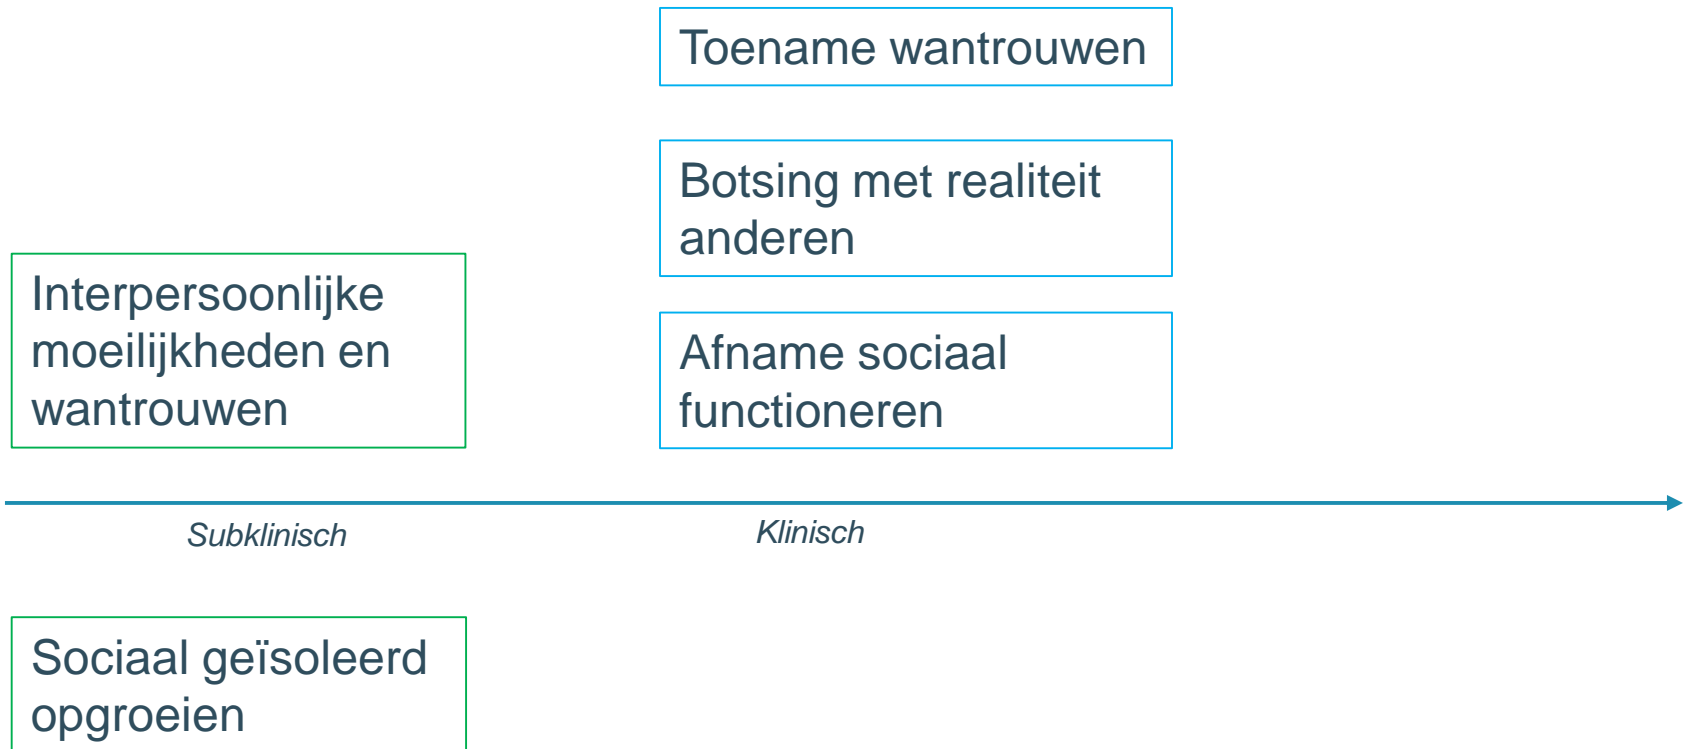 Toename wantrouwen
Botsing met realiteit
anderen
Interpersoonlijke
moeilijkheden en
wantrouwen
Afname sociaal
functioneren
Subklinisch
Klinisch
Sociaal geïsoleerd
opgroeien